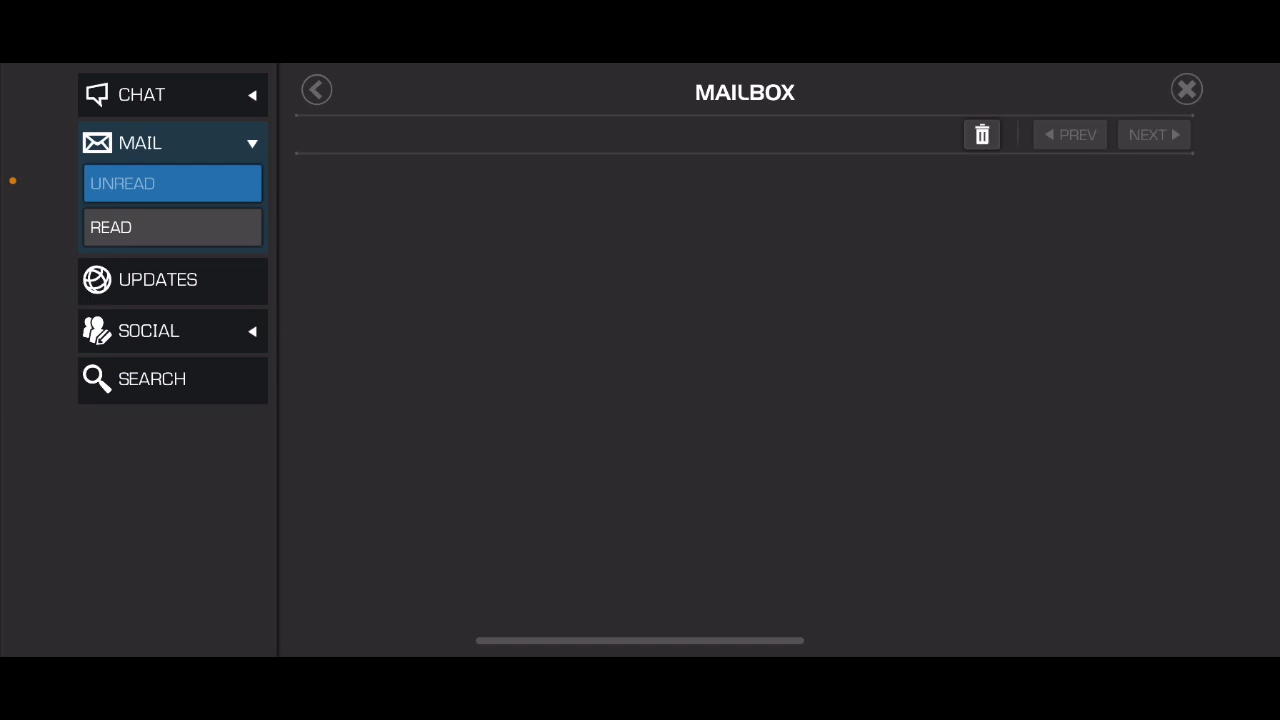 CHAT
MAIL
UNREAD
READ
UPDATES
SOCIAL
SEARCH
MAILBOX
PREV NEXT